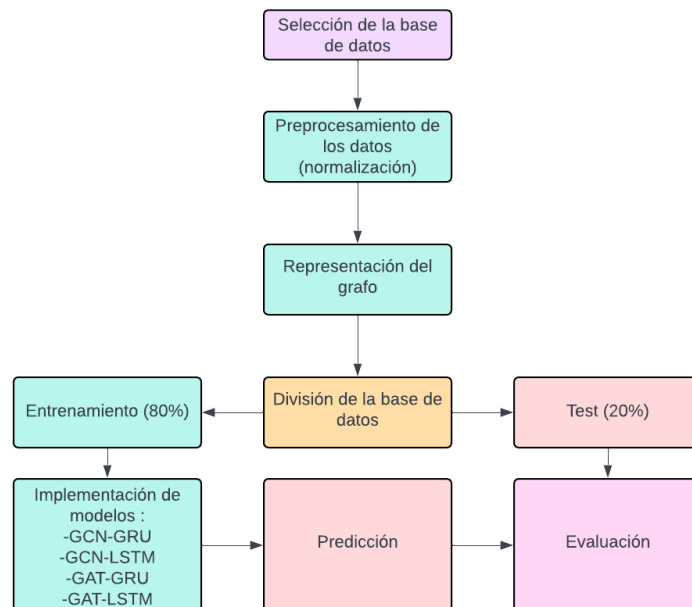 Selección de la base
de datos
Preprocesamiento de
los datos
(normalización)
Representación del
grafo
Entrenamiento (80%)
División de la base de
datos
Test (20%)
Implementación de
modelos :
-GCN-GRU
-GCN-LSTM
-GAT-GRU
-GAT-LSTM
Predicción
Evaluación